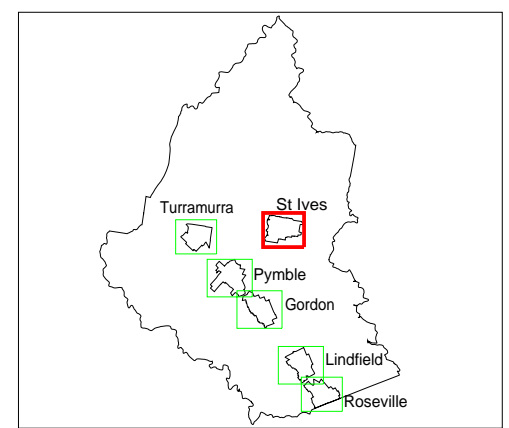 St Ives
Turramurra
Pymble
Gordon
Lindfield
Roseville